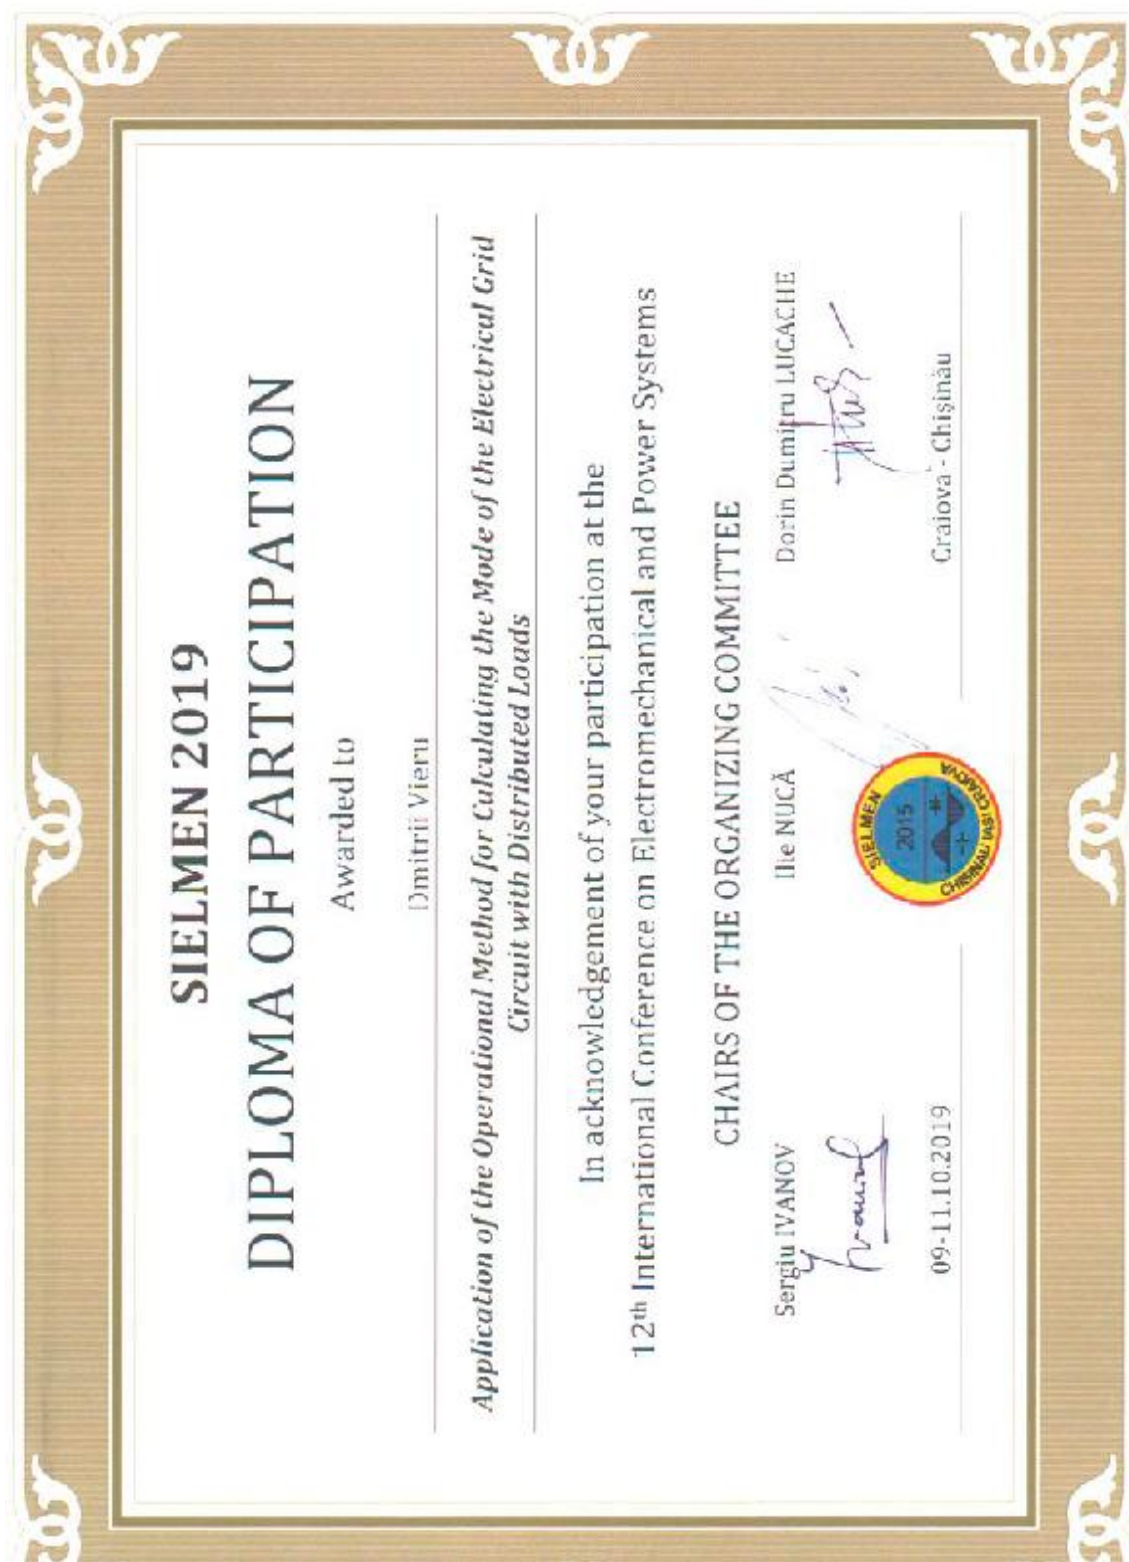 SIELMEN 2019
DIPLOMA OF PARTICIPATION
Awarded to
Dmitrii Vieru
Application of the Operational Method for Calculating the Mode of the Electrical Grid
Circuit with Distributed Loads
In acknowledgement of your participation at the
12th International Conference on Electromechanical and Power Systems
CHAIRS OF THE ORGANIZING COMMITTEE
Sergiu IVANOV Ilie NUCĂ Dorin Dumitru LUCACHE
SIELMEN
2015
CHISINAU IASI CRAIOVA
09-11.10.2019 Craiova - Chişinău